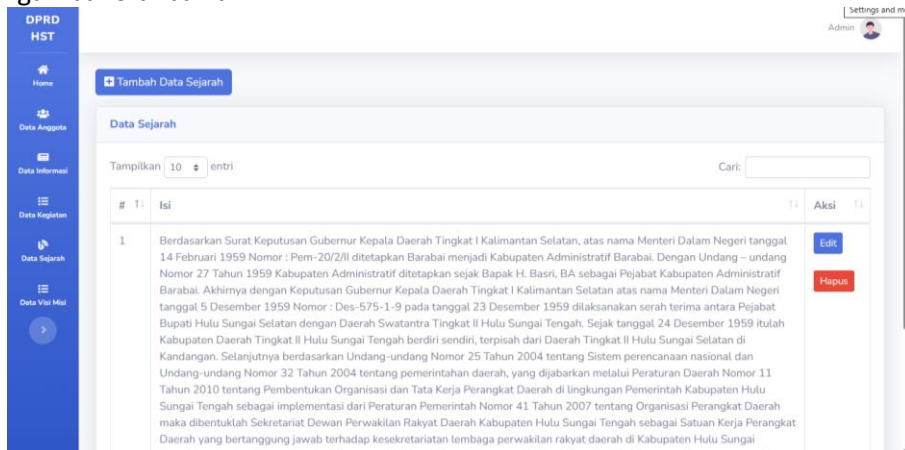 DPRD
HST
Settings and m
Admin
Home
Data Anggota
Data Informasi
Data Kegiatan
Data Sejarah
Data Visi Misi
Tambah Data Sejarah
Data Sejarah
Tampilkan 10 entri
Cari:
# Isi Aksi
1
Berdasarkan Surat Keputusan Gubernur Kepala Daerah Tingkat I Kalimantan Selatan, atas nama Menteri Dalam Negeri tanggal
14 Februari 1959 Nomor : Pem-20/2/II ditetapkan Barabai menjadi Kabupaten Administratif Barabai. Dengan Undang – undang
Nomor 27 Tahun 1959 Kabupaten Administratif ditetapkan sejak Bapak H. Basri, BA sebagai Pejabat Kabupaten Administratif
Barabai. Akhirnya dengan Keputusan Gubernur Kepala Daerah Tingkat I Kalimantan Selatan atas nama Menteri Dalam Negeri
tanggal 5 Desember 1959 Nomor : Des-575-1-9 pada tanggal 23 Desember 1959 dilaksanakan serah terima antara Pejabat
Bupati Hulu Sungai Selatan dengan Daerah Swatantra Tingkat II Hulu Sungai Tengah. Sejak tanggal 24 Desember 1959 itulah
Kabupaten Daerah Tingkat II Hulu Sungai Tengah berdiri sendiri, terpisah dari Daerah Tingkat II Hulu Sungai Selatan di
Kandangan. Selanjutnya berdasarkan Undang-undang Nomor 25 Tahun 2004 tentang Sistem perencanaan nasional dan
Undang-undang Nomor 32 Tahun 2004 tentang pemerintahan daerah, yang dijabarkan melalui Peraturan Daerah Nomor 11
Tahun 2010 tentang Pembentukan Organisasi dan Tata Kerja Perangkat Daerah di lingkungan Pemerintah Kabupaten Hulu
Sungai Tengah sebagai implementasi dari Peraturan Pemerintah Nomor 41 Tahun 2007 tentang Organisasi Perangkat Daerah
maka dibentuklah Sekretariat Dewan Perwakilan Rakyat Daerah Kabupaten Hulu Sungai Tengah sebagai Satuan Kerja Perangkat
Daerah yang bertanggung jawab terhadap kesekretariatan lembaga perwakilan rakyat daerah di Kabupaten Hulu Sungai
Edit
Hapus